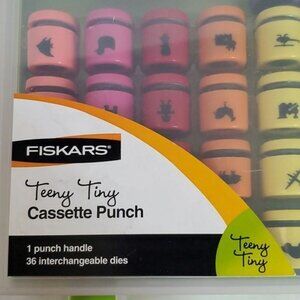 FISKARS®
Teeny Tiny
Cassette Punch
1 punch handle
36 interchangeable dies
Teeny
Tiny